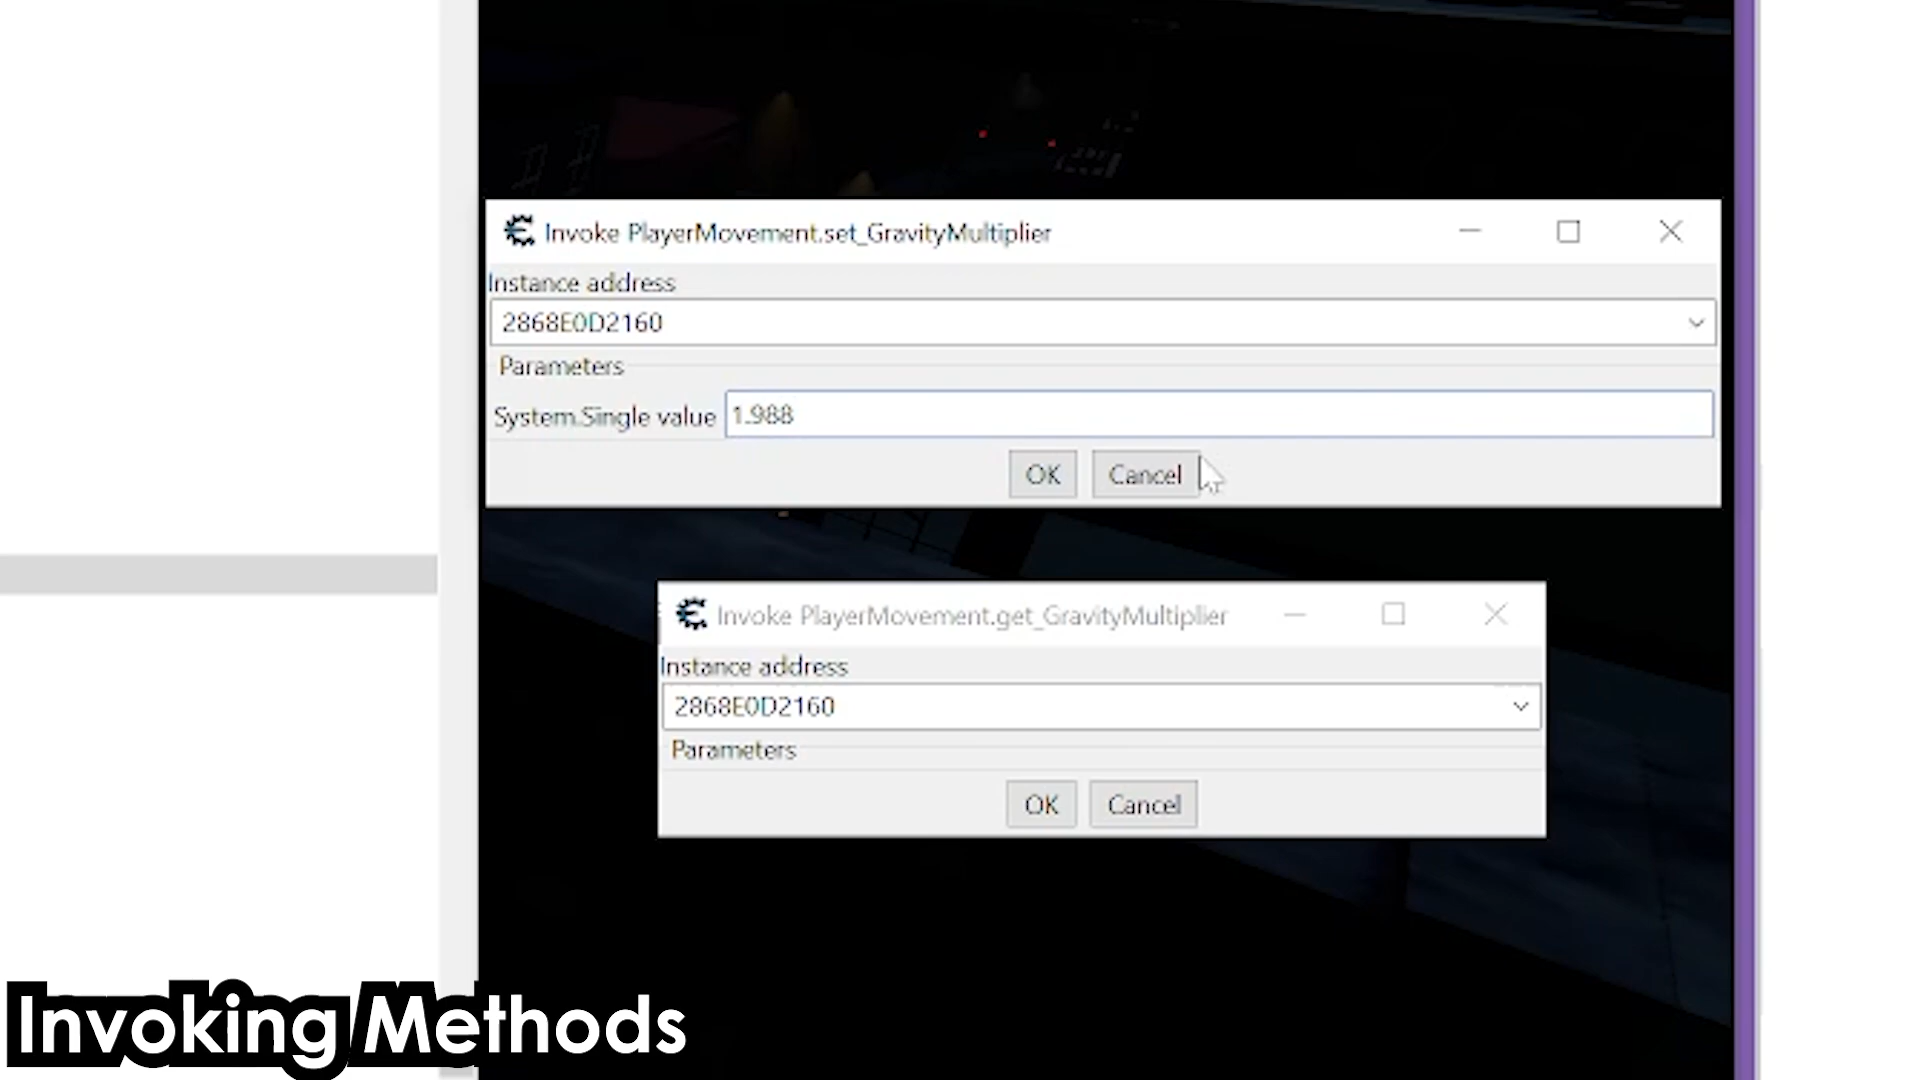 Invoke PlayerMovement.set_GravityMultiplier
Instance address
2868E0D2160
Parameters
System.Single value 1.988
OK Cancel
Invoke PlayerMovement.get_GravityMultiplier
Instance address
2868E0D2160
Parameters
OK Cancel
Invoking Methods